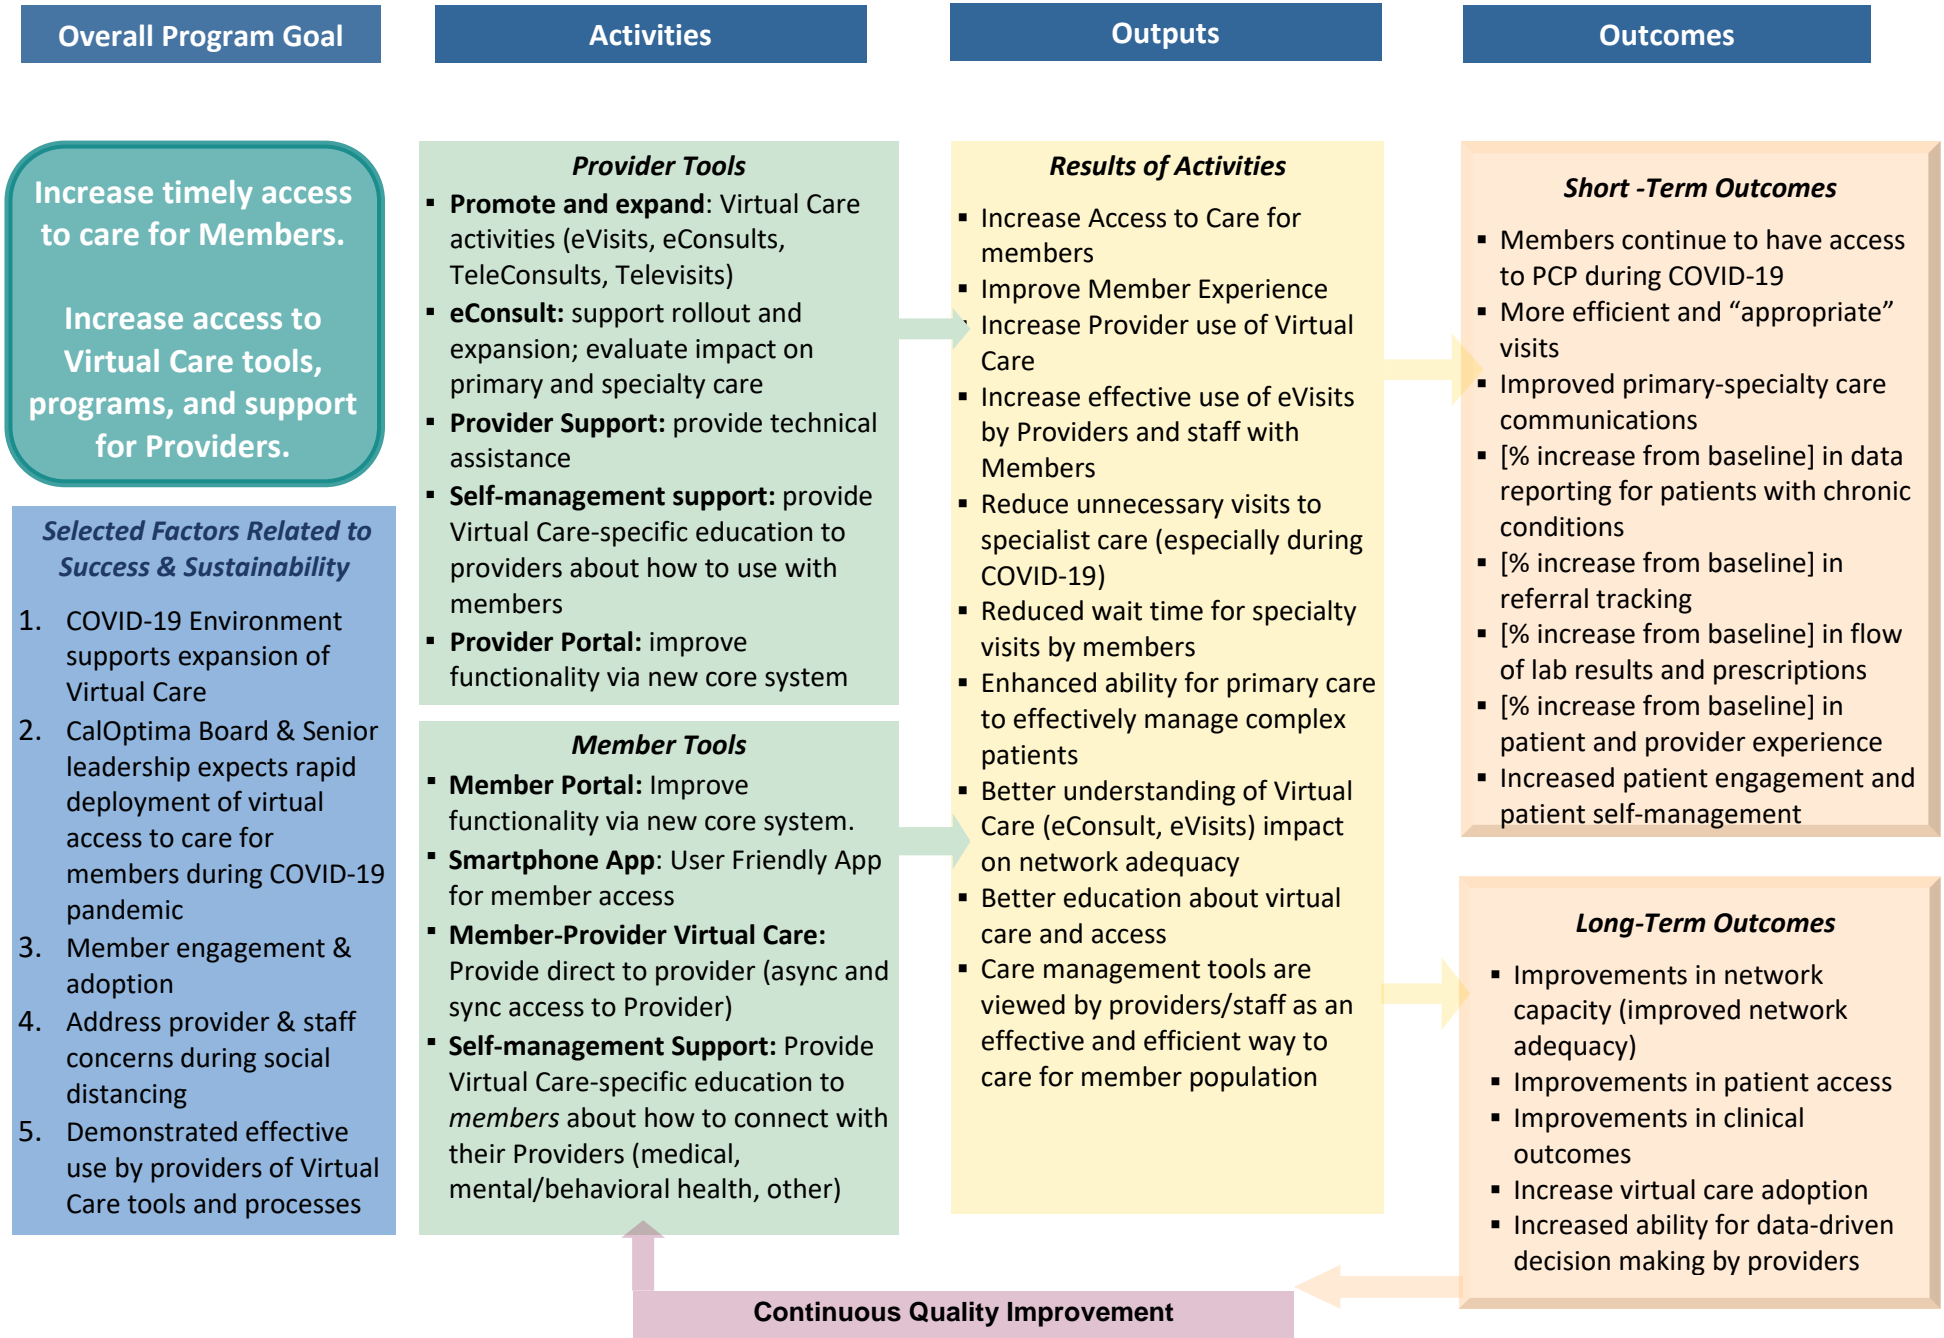 Overall Program Goal
Activities
Outputs
Outcomes
Increase timely access
to care for Members.
Increase access to
Virtual Care tools,
programs, and support
for Providers.
Selected Factors Related to
Success & Sustainability
1. COVID-19 Environment
supports expansion of
Virtual Care
2. CalOptima Board & Senior
leadership expects rapid
deployment of virtual
access to care for
members during COVID-19
pandemic
3. Member engagement &
adoption
4. Address provider & staff
concerns during social
distancing
5. Demonstrated effective
use by providers of Virtual
Care tools and processes
Provider Tools
▪ Promote and expand: Virtual Care
activities (eVisits, eConsults,
TeleConsults, Televisits)
▪ eConsult: support rollout and
expansion; evaluate impact on
primary and specialty care
▪ Provider Support: provide technical
assistance
▪ Self-management support: provide
Virtual Care-specific education to
providers about how to use with
members
▪ Provider Portal: improve
functionality via new core system
Member Tools
▪ Member Portal: Improve
functionality via new core system.
▪ Smartphone App: User Friendly App
for member access
▪ Member-Provider Virtual Care:
Provide direct to provider (async and
sync access to Provider)
▪ Self-management Support: Provide
Virtual Care-specific education to
members about how to connect with
their Providers (medical,
mental/behavioral health, other)
Results of Activities
▪ Increase Access to Care for
members
▪ Improve Member Experience
▪ Increase Provider use of Virtual
Care
▪ Increase effective use of eVisits
by Providers and staff with
Members
▪ Reduce unnecessary visits to
specialist care (especially during
COVID-19)
▪ Reduced wait time for specialty
visits by members
▪ Enhanced ability for primary care
to effectively manage complex
patients
▪ Better understanding of Virtual
Care (eConsult, eVisits) impact
on network adequacy
▪ Better education about virtual
care and access
▪ Care management tools are
viewed by providers/staff as an
effective and efficient way to
care for member population
Short -Term Outcomes
▪ Members continue to have access
to PCP during COVID-19
▪ More efficient and “appropriate”
visits
▪ Improved primary-specialty care
communications
▪ [% increase from baseline] in data
reporting for patients with chronic
conditions
▪ [% increase from baseline] in
referral tracking
▪ [% increase from baseline] in flow
of lab results and prescriptions
▪ [% increase from baseline] in
patient and provider experience
▪ Increased patient engagement and
patient self-management
Long-Term Outcomes
▪ Improvements in network
capacity (improved network
adequacy)
▪ Improvements in patient access
▪ Improvements in clinical
outcomes
▪ Increase virtual care adoption
▪ Increased ability for data-driven
decision making by providers
Continuous Quality Improvement